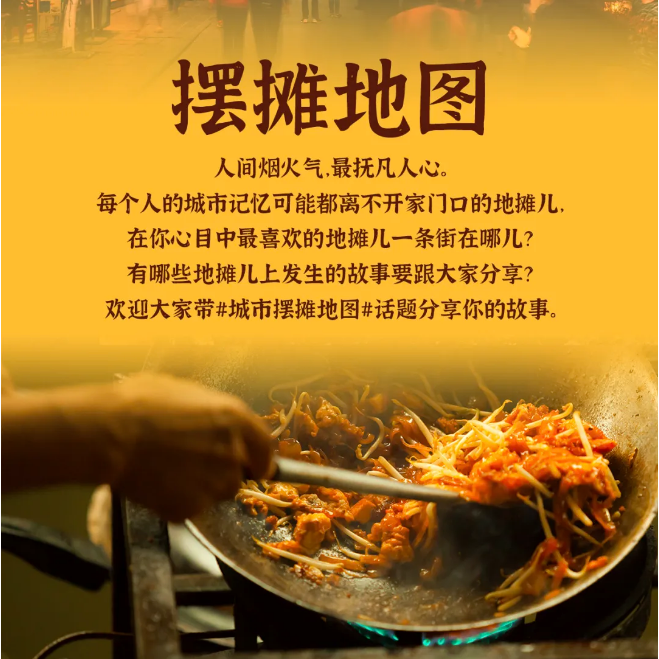 摆摊地图
人间烟火气,最抚凡人心。
每个人的城市记忆可能都离不开家门口的地摊儿,
在你心目中最喜欢的地摊儿一条街在哪儿?
有哪些地摊儿上发生的故事要跟大家分享?
欢迎大家带#城市摆摊地图#话题分享你的故事。